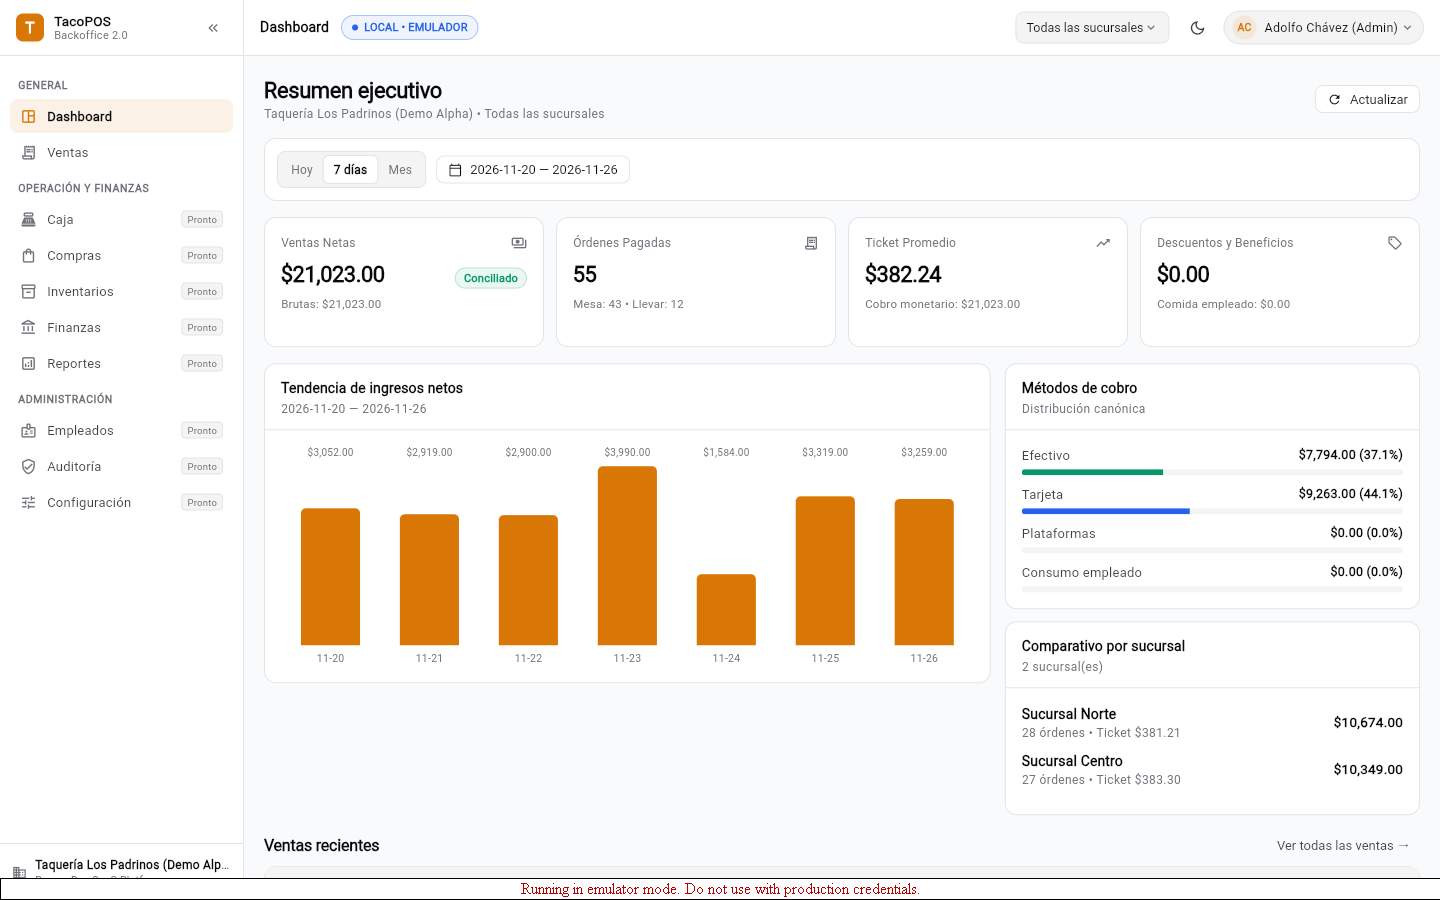 T
TacoPOS
Backoffice 2.0
«
GENERAL
Dashboard
Ventas
OPERACIÓN Y FINANZAS
Caja Pronto
Compras Pronto
Inventarios Pronto
Finanzas Pronto
Reportes Pronto
ADMINISTRACIÓN
Empleados Pronto
Auditoría Pronto
Configuración Pronto
Taquería Los Padrinos (Demo Alp...
Dashboard
LOCAL • EMULADOR
Todas las sucursales
AC Adolfo Chávez (Admin)
Resumen ejecutivo
Taquería Los Padrinos (Demo Alpha) • Todas las sucursales
Actualizar
Hoy 7 días Mes
2026-11-20 — 2026-11-26
Ventas Netas
$21,023.00
Conciliado
Brutas: $21,023.00
Órdenes Pagadas
55
Mesa: 43 • Llevar: 12
Ticket Promedio
$382.24
Cobro monetario: $21,023.00
Descuentos y Beneficios
$0.00
Comida empleado: $0.00
Tendencia de ingresos netos
2026-11-20 — 2026-11-26
$3,052.00 $2,919.00 $2,900.00 $3,990.00 $1,584.00 $3,319.00 $3,259.00
11-20 11-21 11-22 11-23 11-24 11-25 11-26
Métodos de cobro
Distribución canónica
Efectivo $7,794.00 (37.1%)
Tarjeta $9,263.00 (44.1%)
Plataformas $0.00 (0.0%)
Consumo empleado $0.00 (0.0%)
Comparativo por sucursal
2 sucursal(es)
Sucursal Norte
28 órdenes • Ticket $381.21
$10,674.00
Sucursal Centro
27 órdenes • Ticket $383.30
$10,349.00
Ventas recientes
Ver todas las ventas →
Running in emulator mode. Do not use with production credentials.